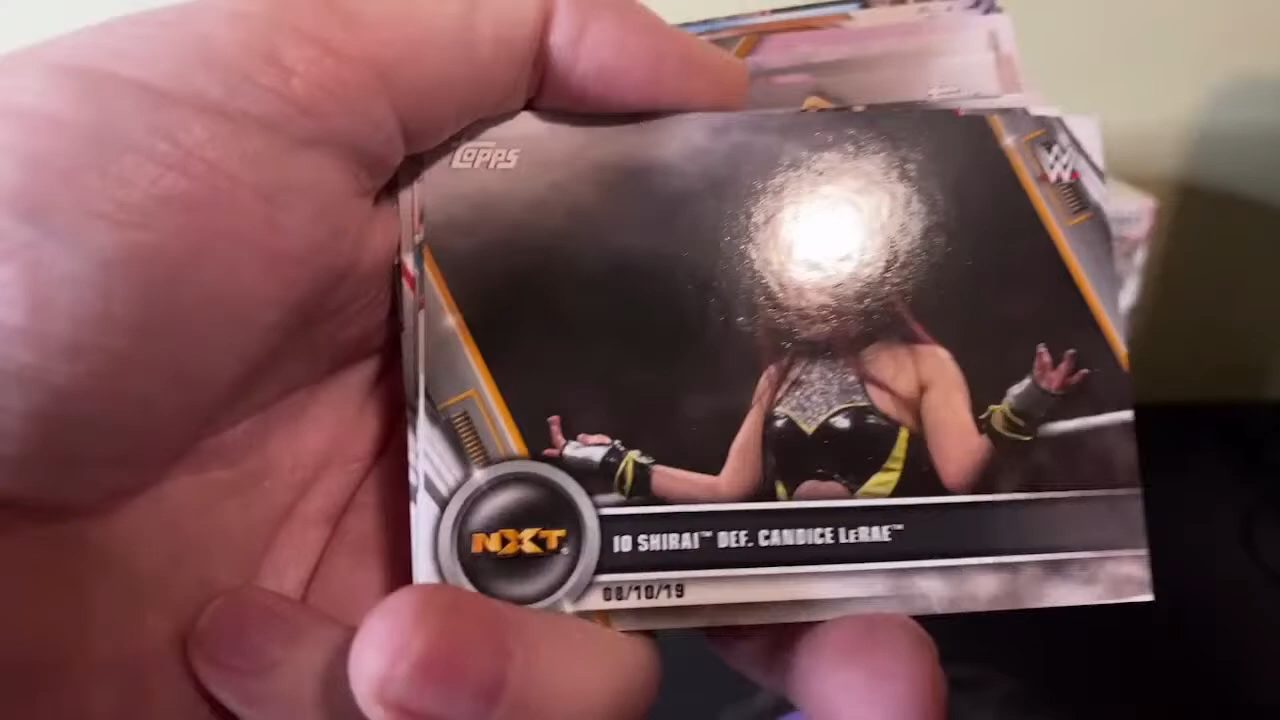 Topps
W
NXT
IO SHIRAI™ DEF. CANDICE LeRAE™
08/10/19